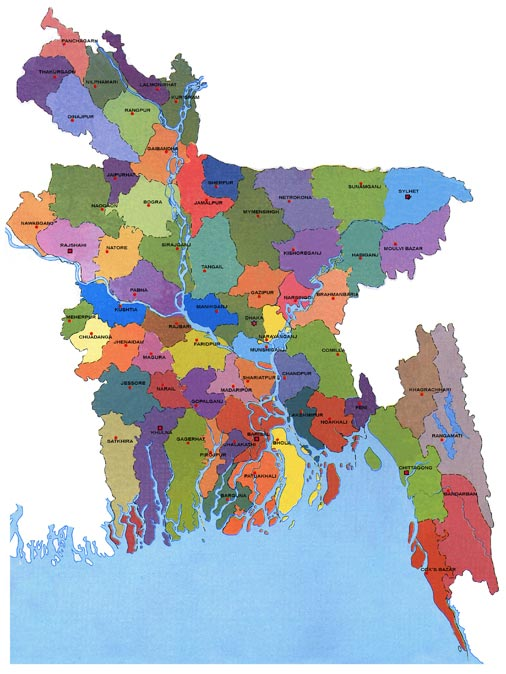 PANCHAGARH
THAKURGAON
NILPHAMARI
LALMONIRHAT
KURIGRAM
DINAJPUR
RANGPUR
GAIBANDHA
JAIPURHAT
SHERPUR
NAOGAON
BOGRA
JAMALPUR
NETROKONA
SUNAMGANJ
SYLHET
MYMENSINGH
NAWABGANJ
RAJSHAHI
NATORE
SIRAJGANJ
KISHOREGANJ
HABIGANJ
MOULVI BAZAR
TANGAIL
PABNA
GAZIPUR
NARSINGDI
BRAHMANBARIA
KUSHTIA
MANIKGANJ
MEHERPUR
DHAKA
RAJBARI
NARAYANGANJ
CHUADANGA
JHENAIDAH
FARIDPUR
MUNSHIGANJ
COMILLA
MAGURA
KHAGRACHHARI
JESSORE
NARAIL
MADARIPUR
SHARIATPUR
CHANDPUR
GOPALGANJ
LAKSHMIPUR
FENI
NOAKHALI
SATKHIRA
KHULNA
BAGERHAT
JHALAKATHI
BARISAL
BHOLA
RANGAMATI
PIROJPUR
CHITTAGONG
PATUAKHALI
BARGUNA
BANDARBAN
COX'S BAZAR